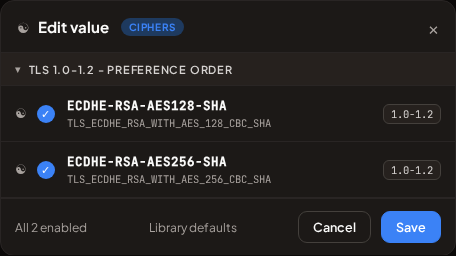 Edit value CIPHERS
TLS 1.0-1.2 - PREFERENCE ORDER
ECDHE-RSA-AES128-SHA
TLS_ECDHE_RSA_WITH_AES_128_CBC_SHA
1.0-1.2
ECDHE-RSA-AES256-SHA
TLS_ECDHE_RSA_WITH_AES_256_CBC_SHA
1.0-1.2
All 2 enabled
Library defaults
Cancel
Save